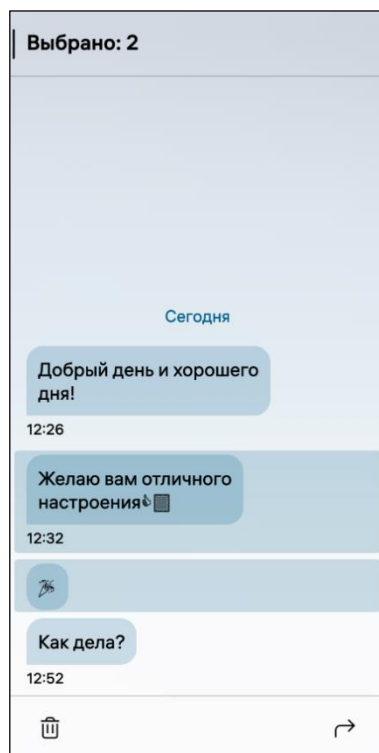 Выбрано: 2
Сегодня
Добрый день и хорошего
дня!
12:26
Желаю вам отличного
настроения
12:32
Как дела?
12:52